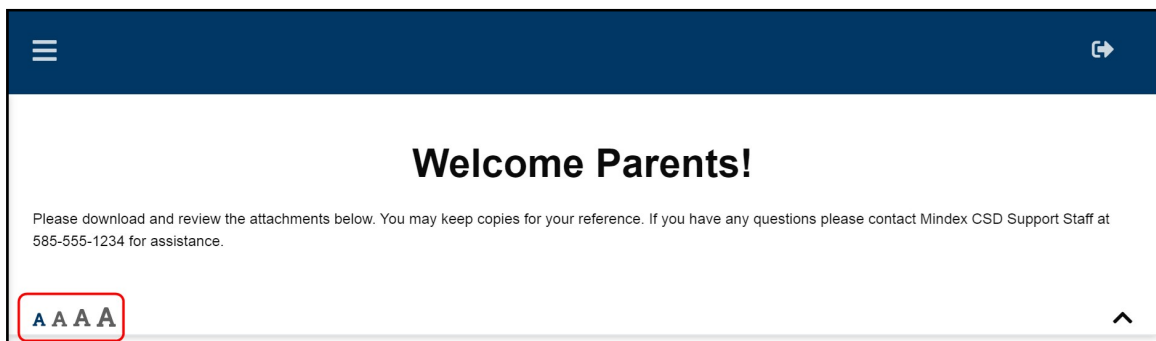 Welcome Parents!
Please download and review the attachments below. You may keep copies for your reference. If you have any questions please contact Mindex CSD Support Staff at
585-555-1234 for assistance.
A A A A